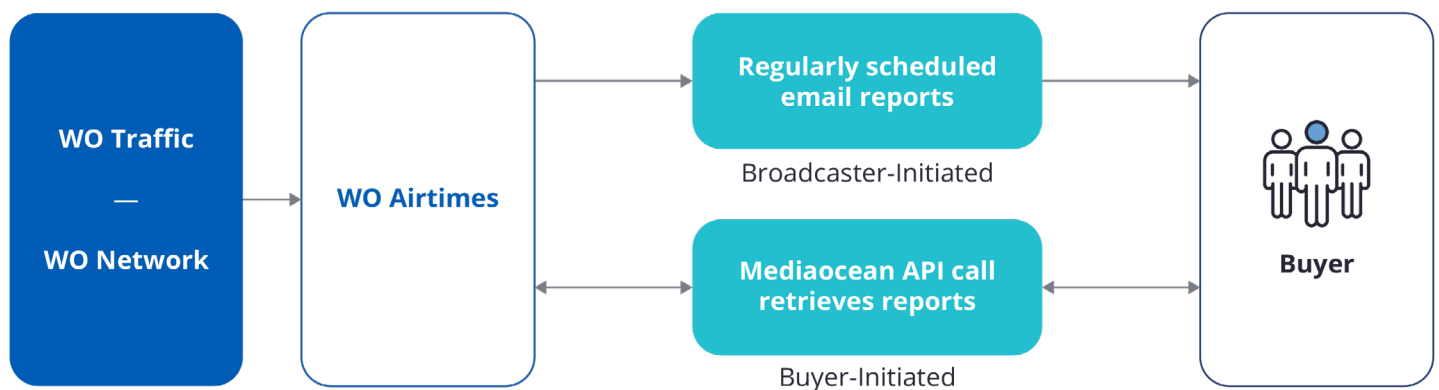 WO Traffic
—
WO Network
WO Airtimes
Regularly scheduled
email reports
Broadcaster-Initiated
Mediaocean API call
retrieves reports
Buyer-Initiated
Buyer